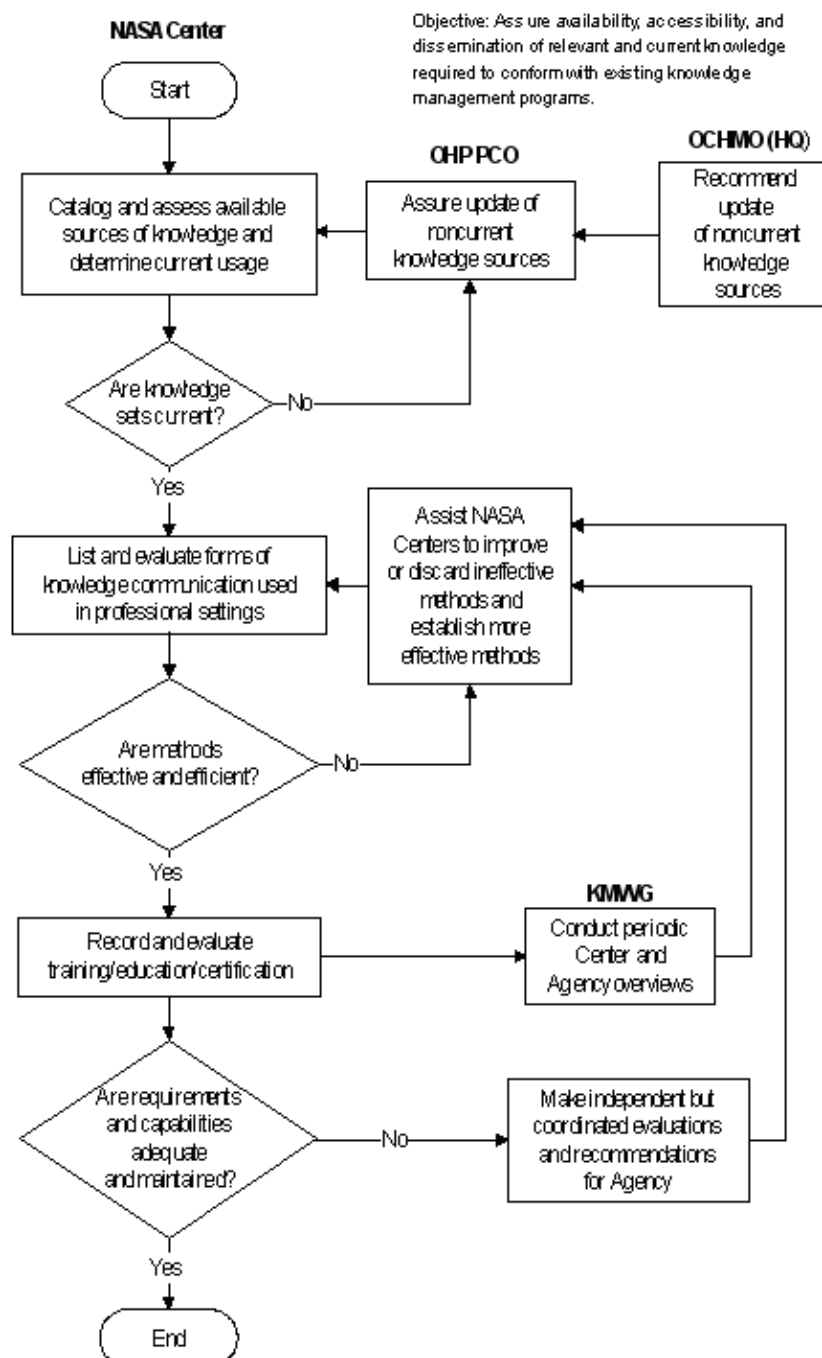 NASA Center
Objective: Assure availability, accessibility, and
dissemination of relevant and current knowledge
required to conform with existing knowledge
management programs.
Start
OHP PCO
OCHMO (HQ)
Catalog and assess available
sources of knowledge and
determine current usage
Assure update of
noncurrent
knowledge sources
Recommend
update
of noncurrent
knowledge
sources
Are knowledge
sets current?
No
Yes
List and evaluate forms of
knowledge communication used
in professional settings
Assist NASA
Centers to improve
or discard ineffective
methods and
establish more
effective methods
Are methods
effective and efficient?
No
Yes
KMWG
Record and evaluate
training/education/certification
Conduct periodic
Center and
Agency overviews
Are requirements
and capabilities
adequate
and maintained?
No
Make independent but
coordinated evaluations
and recommendations
for Agency
Yes
End